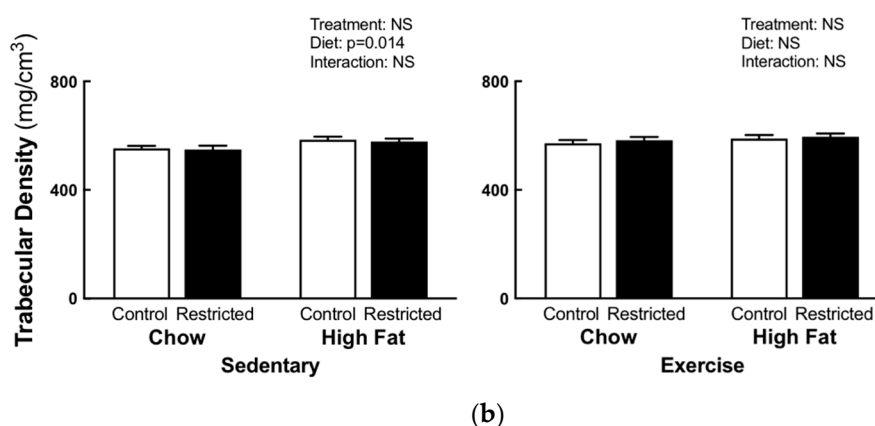 Treatment: NS
Diet: p=0.014
Interaction: NS
Trabecular Density (mg/cm³)
800
400
0
Control Restricted Control Restricted
Chow High Fat
Sedentary
Treatment: NS
Diet: NS
Interaction: NS
800
400
0
Control Restricted Control Restricted
Chow High Fat
Exercise
(b)